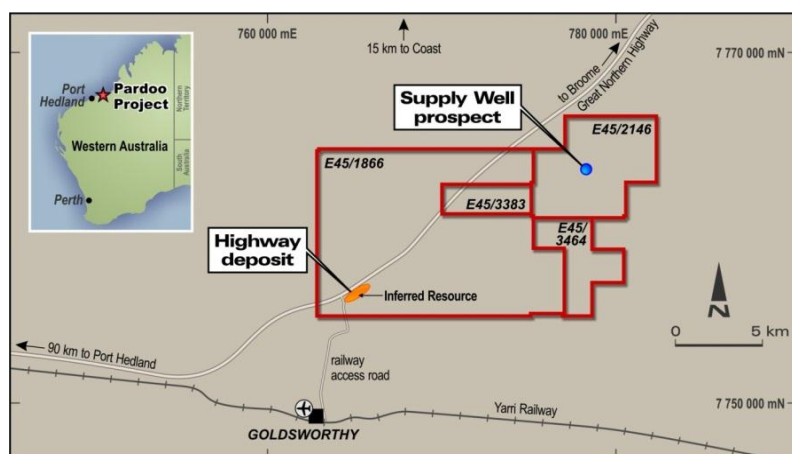 760 000 mE
780 000 mE
15 km to Coast
7 770 000 mN
to Broome
Great Northern Highway
Port
Hedland
Pardoo
Project
Northern
Territory
Western Australia
South
Australia
Perth
Supply Well
prospect
E45/2146
E45/1866
E45/3383
E45/
3464
Highway
deposit
Inferred Resource
N
0 5 km
90 km to Port Hedland
railway
access road
Yarri Railway
7 750 000 mN
GOLDSWORTHY